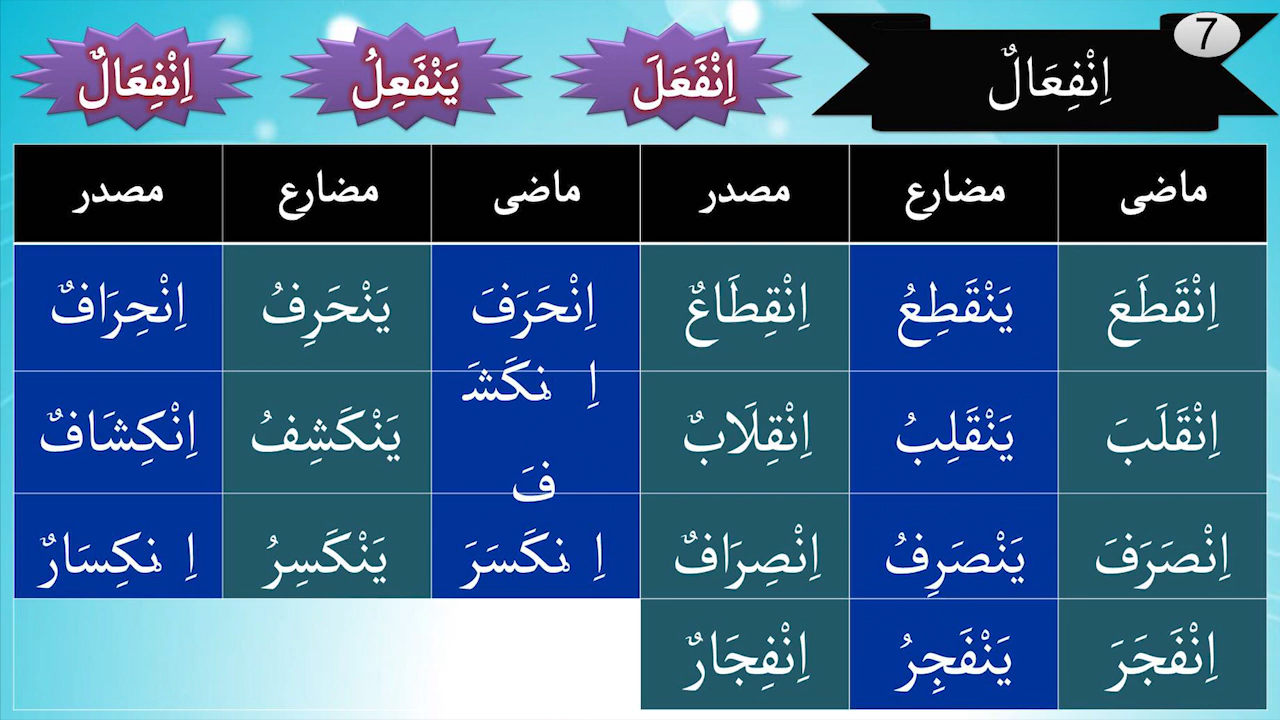 7
اِنْفِعَالٌ
اِنْفَعَلَ يَنْفَعِلُ اِنْفِعَالٌ
ماضی مضارع مصدر ماضی مضارع مصدر
اِنْقَطَعَ يَنْقَطِعُ اِنْقِطَاعٌ اِنْحَرَفَ يَنْحَرِفُ اِنْحِرَافٌ
اِنْقَلَبَ يَنْقَلِبُ اِنْقِلَابٌ اِنكَشَفَ يَنْكَشِفُ اِنْكِشَافٌ
اِنْصَرَفَ يَنْصَرِفُ اِنْصِرَافٌ اِنكَسَرَ يَنْكَسِرُ اِنكِسَارٌ
اِنْفَجَرَ يَنْفَجِرُ اِنْفِجَارٌ